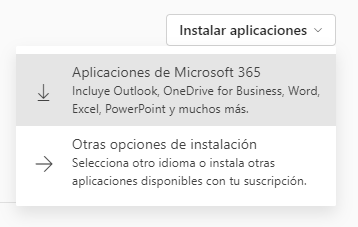 Instalar aplicaciones
Aplicaciones de Microsoft 365
Incluye Outlook, OneDrive for Business, Word,
Excel, PowerPoint y muchos más.
Otras opciones de instalación
Selecciona otro idioma o instala otras
aplicaciones disponibles con tu suscripción.